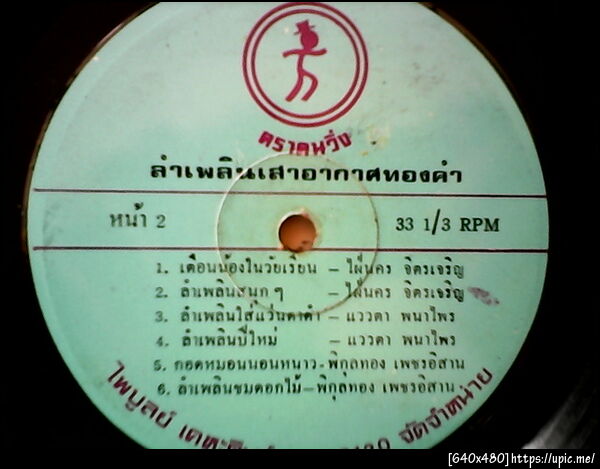 ตราคนวิ่ง
ลำเพลินเสาอากาศทองคำ
หน้า 2 33 1/3 RPM
1. เตือนน้องในวัยเรียน – ไผ่นคร จิตรเจริญ
2. ลำเพลินสนุกๆ – ไผ่นคร จิตรเจริญ
3. ลำเพลินใส่แว่นตาดำ – แววตา พนาไพร
4. ลำเพลินปีใหม่ – แววตา พนาไพร
5. กอดหมอนนอนหนาว – พิกุลทอง เพชรอีสาน
6. ลำเพลินชมดอกไม้ – พิกุลทอง เพชรอีสาน
ไพบูลย์ จัดจำหน่าย
[640x480]https://upic.me/